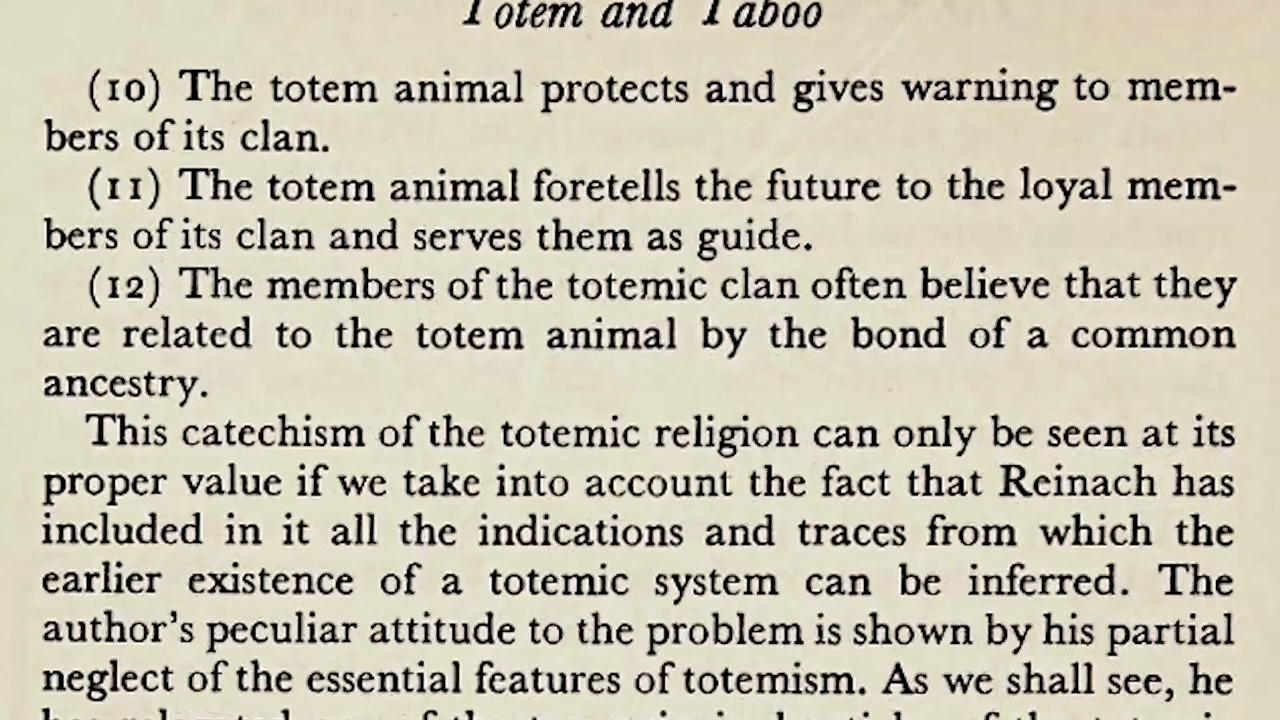 Totem and Taboo
(10) The totem animal protects and gives warning to mem-
bers of its clan.
(11) The totem animal foretells the future to the loyal mem-
bers of its clan and serves them as guide.
(12) The members of the totemic clan often believe that they
are related to the totem animal by the bond of a common
ancestry.
This catechism of the totemic religion can only be seen at its
proper value if we take into account the fact that Reinach has
included in it all the indications and traces from which the
earlier existence of a totemic system can be inferred. The
author's peculiar attitude to the problem is shown by his partial
neglect of the essential features of totemism. As we shall see, he